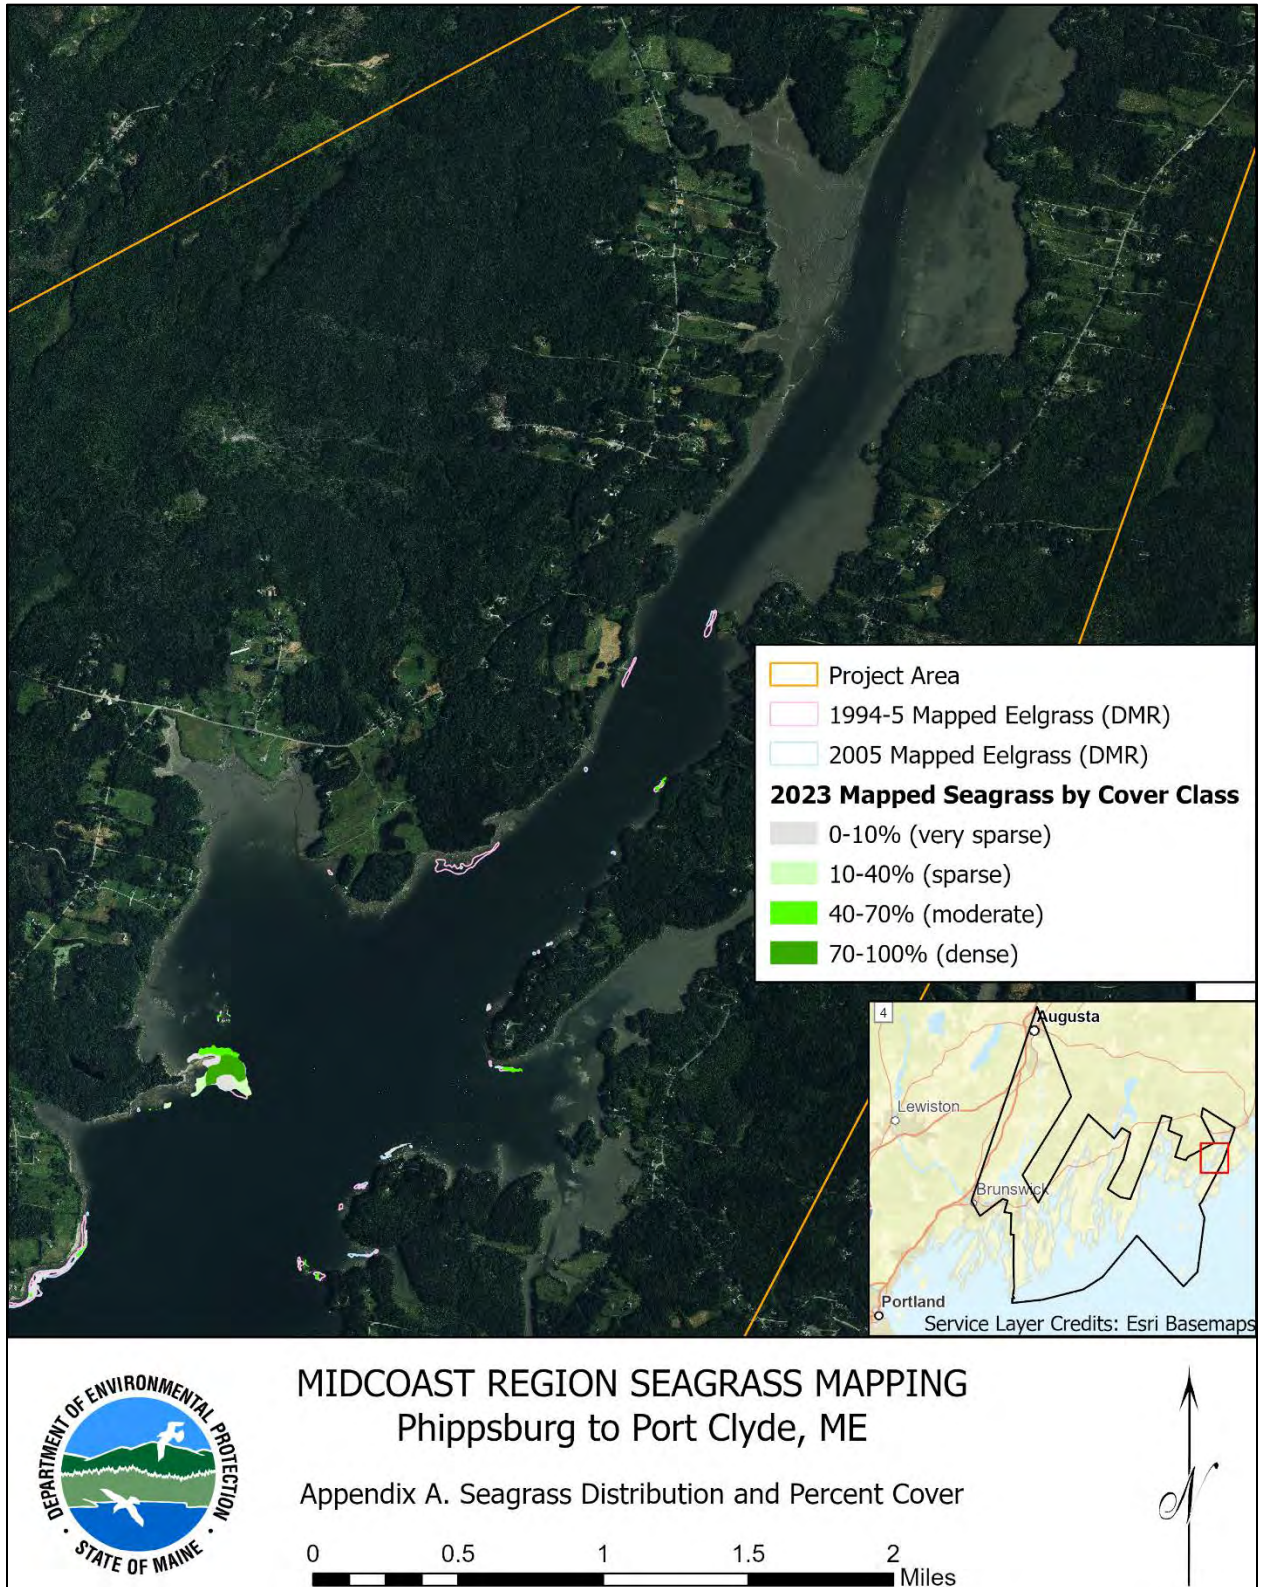 Project Area
1994-5 Mapped Eelgrass (DMR)
2005 Mapped Eelgrass (DMR)
2023 Mapped Seagrass by Cover Class
0-10% (very sparse)
10-40% (sparse)
40-70% (moderate)
70-100% (dense)
4
Augusta
Lewiston
Brunswick
Portland
Service Layer Credits: Esri Basemaps
DEPARTMENT OF ENVIRONMENTAL PROTECTION
• STATE OF MAINE •
MIDCOAST REGION SEAGRASS MAPPING
Phippsburg to Port Clyde, ME
Appendix A. Seagrass Distribution and Percent Cover
0 0.5 1 1.5 2
Miles
N